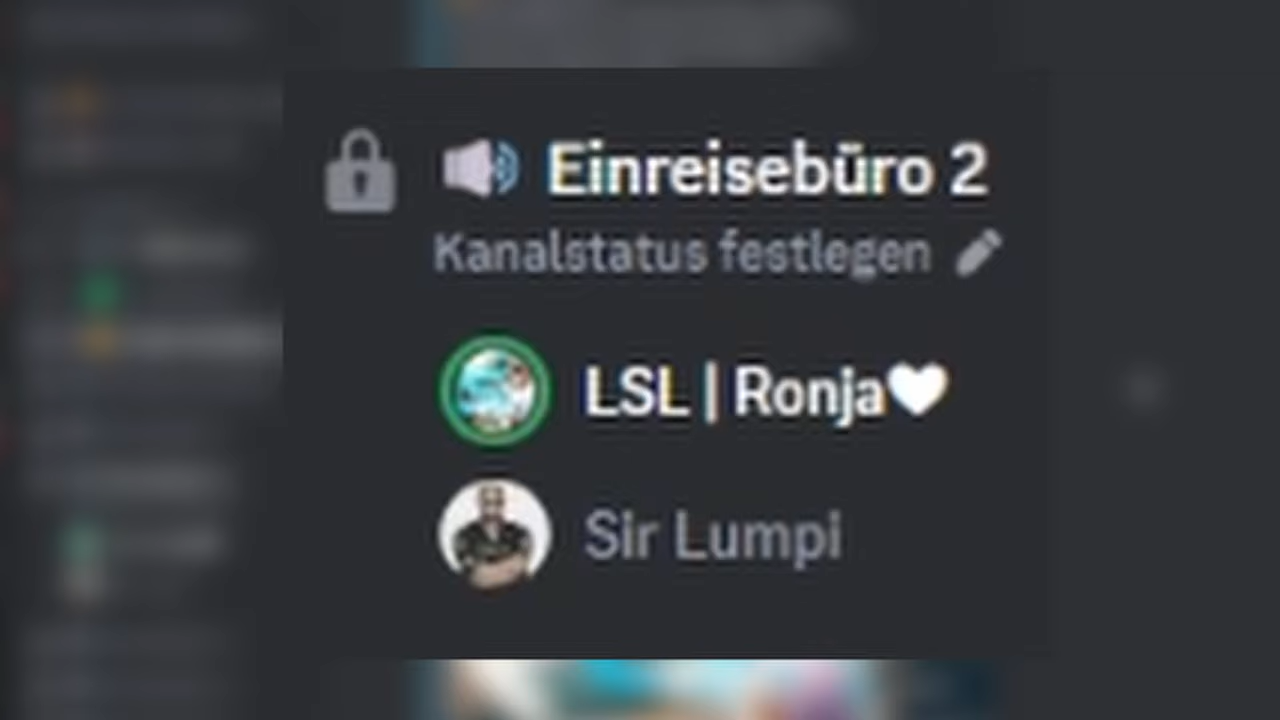 🔊 Einreisebüro 2
Kanalstatus festlegen
LSL | Ronja🤍
Sir Lumpi